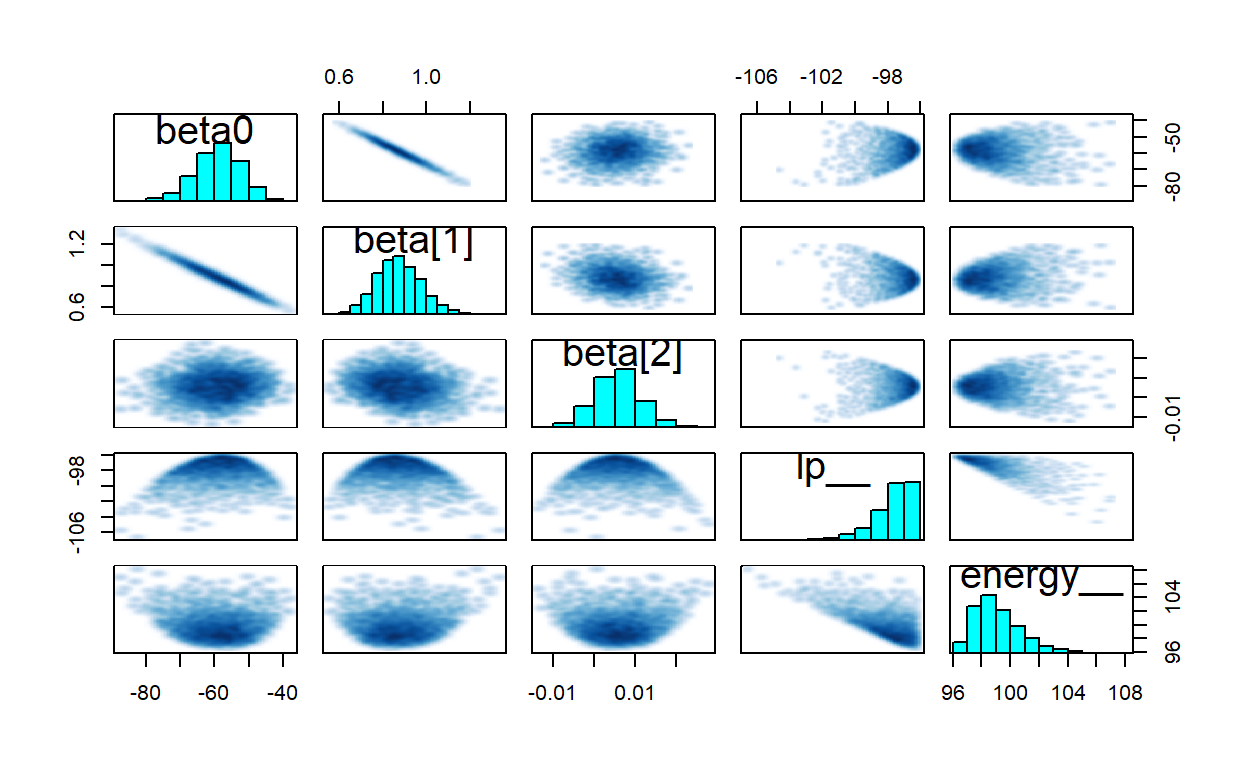 0.6 1.0 -106 -102 -98
beta0
-80 -50
0.6 1.2
beta[1]
beta[2]
-0.01
-106 -98
lp__
energy__
96 104
-80 -60 -40 -0.01 0.01 96 100 104 108